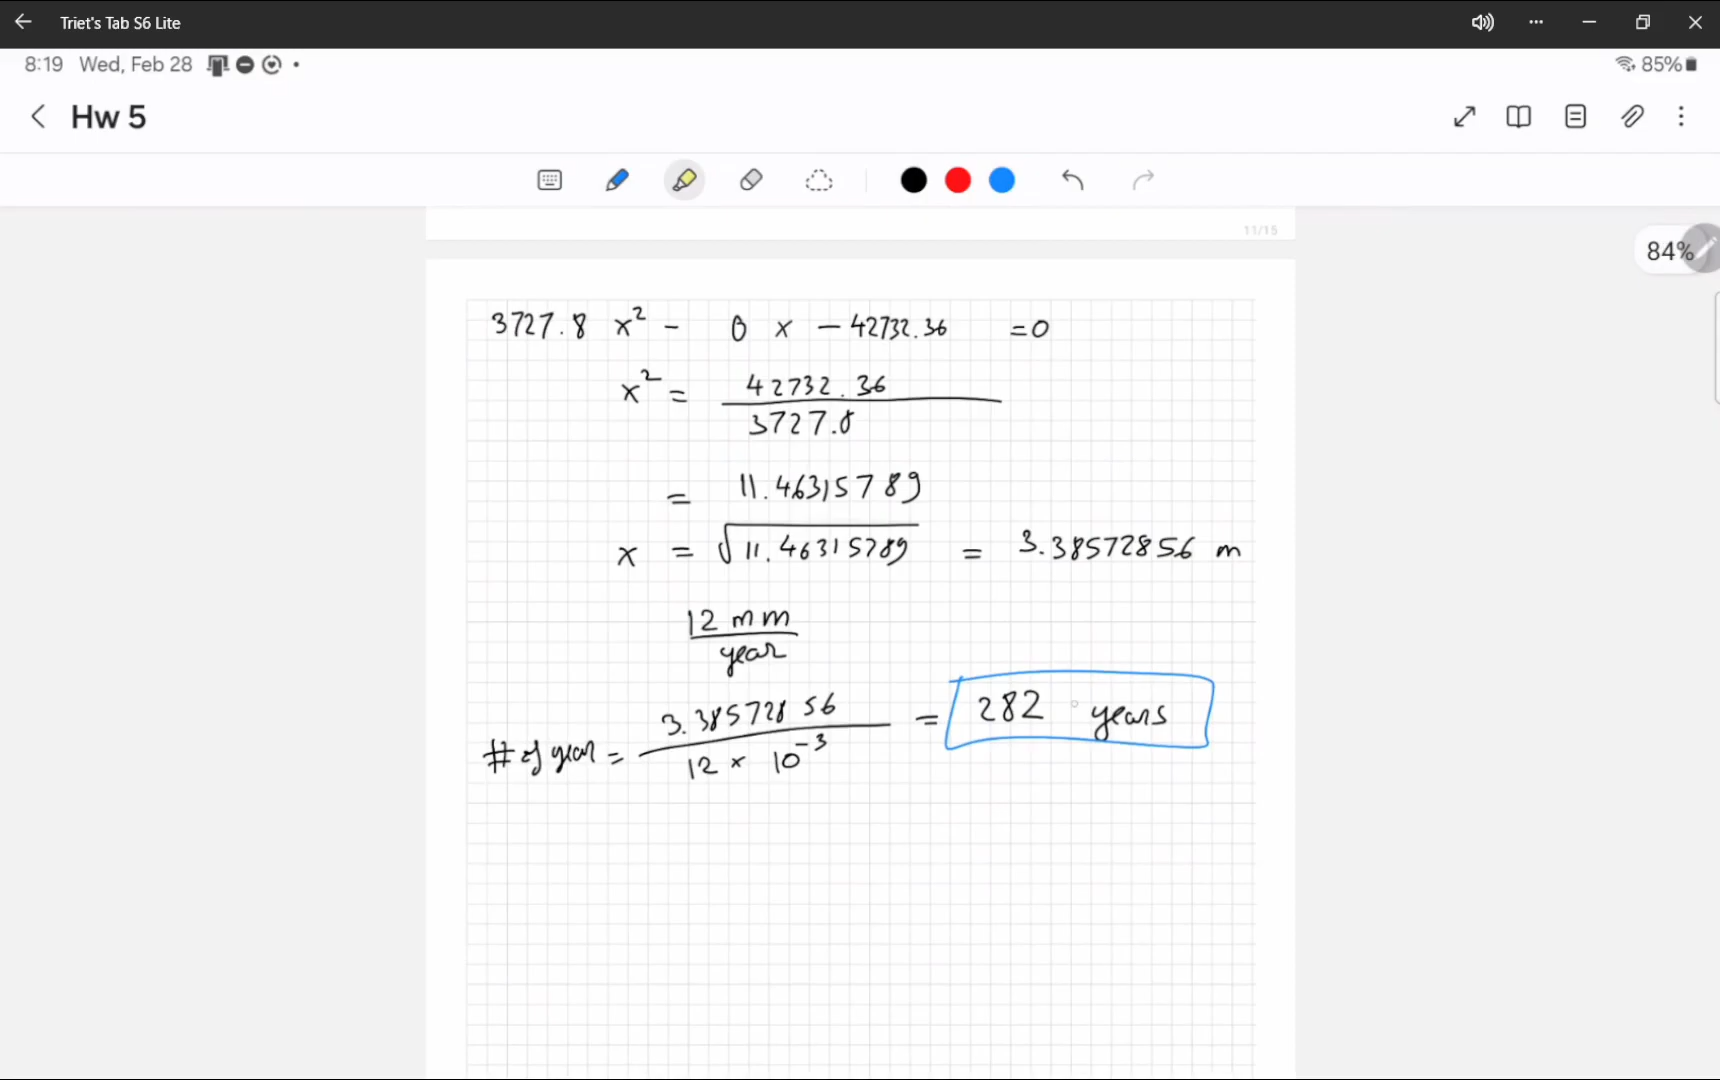 Triet's Tab S6 Lite
8:19 Wed, Feb 28 85%
Hw 5
11/15
84%
3727.8 x² - 0 x - 42732.36 = 0
x² = 42732.36
3727.8
= 11.46315789
x = √11.46315789 = 3.38572856 m
12 mm
year
# of year = 3.38572856 = 282 years
12 × 10⁻³